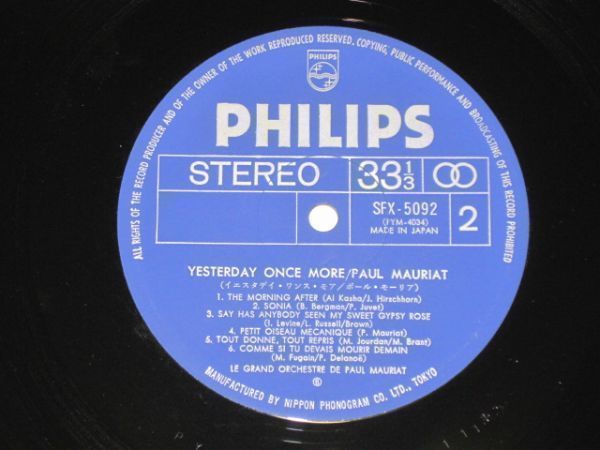 ALL RIGHTS OF THE RECORD PRODUCER AND OF THE OWNER OF THE WORK REPRODUCED RESERVED. COPYING, PUBLIC PERFORMANCE AND BROADCASTING OF THIS RECORD PROHIBITED
PHILIPS
PHILIPS
STEREO 33 1/3
SFX-5092
(FYM-4034)
MADE IN JAPAN
2
YESTERDAY ONCE MORE/PAUL MAURIAT
(イエスタデイ・ワンス・モア/ポール・モーリア)
1. THE MORNING AFTER (Al Kasha/J. Hirschhorn)
2. SONIA (B. Bergman/P. Juvet)
3. SAY HAS ANYBODY SEEN MY SWEET GYPSY ROSE
(I. Levine/L. Russell/Brown)
4. PETIT OISEAU MECANIQUE (P. Mauriat)
5. TOUT DONNE, TOUT REPRIS (M. Jourdan/M. Brant)
6. COMME SI TU DEVAIS MOURIR DEMAIN
(M. Fugain/P. Delanoë)
LE GRAND ORCHESTRE DE PAUL MAURIAT
Ⓟ
MANUFACTURED BY NIPPON PHONOGRAM CO. LTD., TOKYO